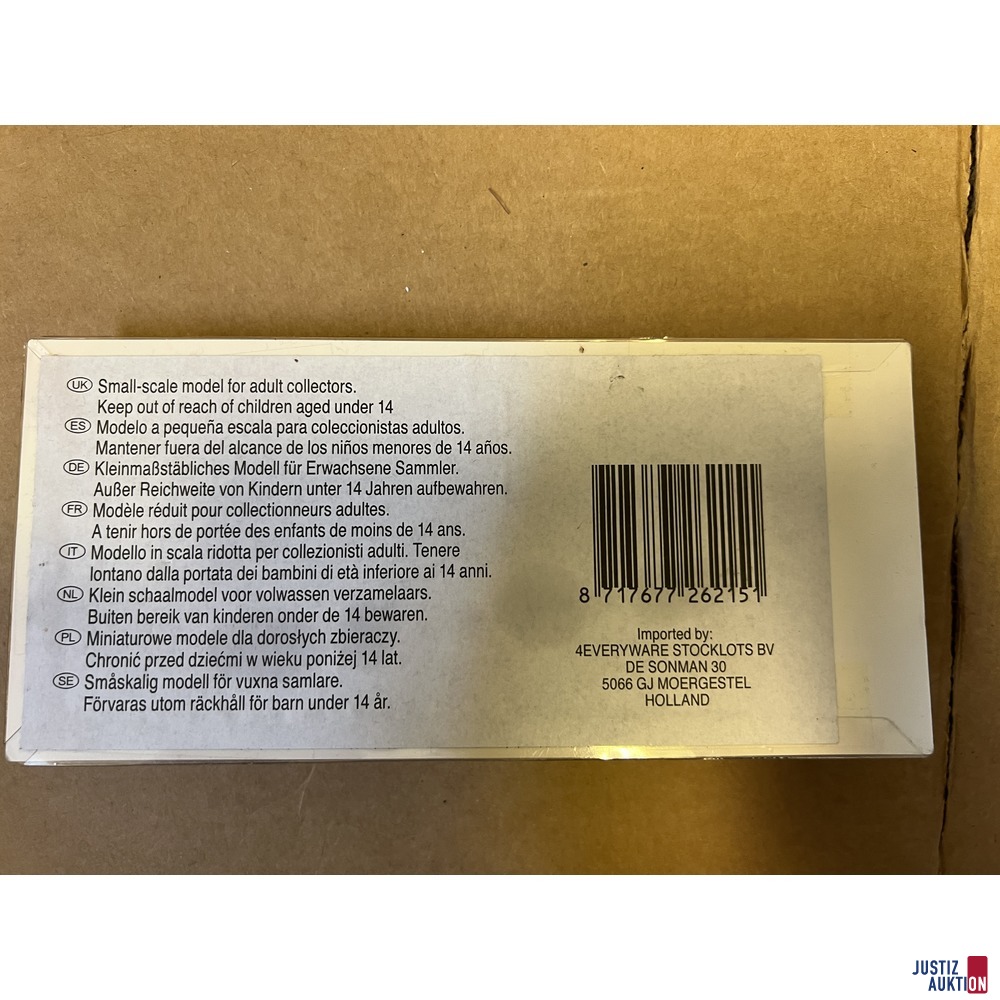 UK Small-scale model for adult collectors.
Keep out of reach of children aged under 14
ES Modelo a pequeña escala para coleccionistas adultos.
Mantener fuera del alcance de los niños menores de 14 años.
DE Kleinmaßstäbliches Modell für Erwachsene Sammler.
Außer Reichweite von Kindern unter 14 Jahren aufbewahren.
FR Modèle réduit pour collectionneurs adultes.
A tenir hors de portée des enfants de moins de 14 ans.
IT Modello in scala ridotta per collezionisti adulti. Tenere
lontano dalla portata dei bambini di età inferiore ai 14 anni.
NL Klein schaalmodel voor volwassen verzamelaars.
Buiten bereik van kinderen onder de 14 bewaren.
PL Miniaturowe modele dla dorosłych zbieraczy.
Chronić przed dziećmi w wieku poniżej 14 lat.
SE Småskalig modell för vuxna samlare.
Förvaras utom räckhåll för barn under 14 år.
8 717677 262151
Imported by:
4EVERYWARE STOCKLOTS BV
DE SONMAN 30
5066 GJ MOERGESTEL
HOLLAND
JUSTIZ
AUKTION